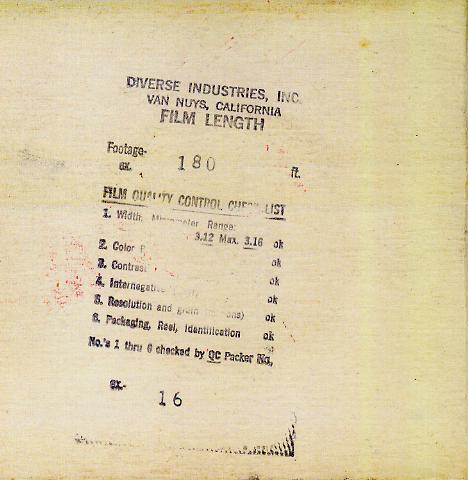 DIVERSE INDUSTRIES, INC.
VAN NUYS, CALIFORNIA
FILM LENGTH
Footage-
ex. 180 ft.
FILM QUALITY CONTROL CHECK-LIST
1. Width, Micrometer Range:
3.12 Max. 3.16 ok
2. Color ok
3. Contrast ok
4. Internegative ok
5. Resolution and grain ok
6. Packaging, Reel, Identification ok
No.'s 1 thru 6 checked by QC Packer No,
ex.- 16